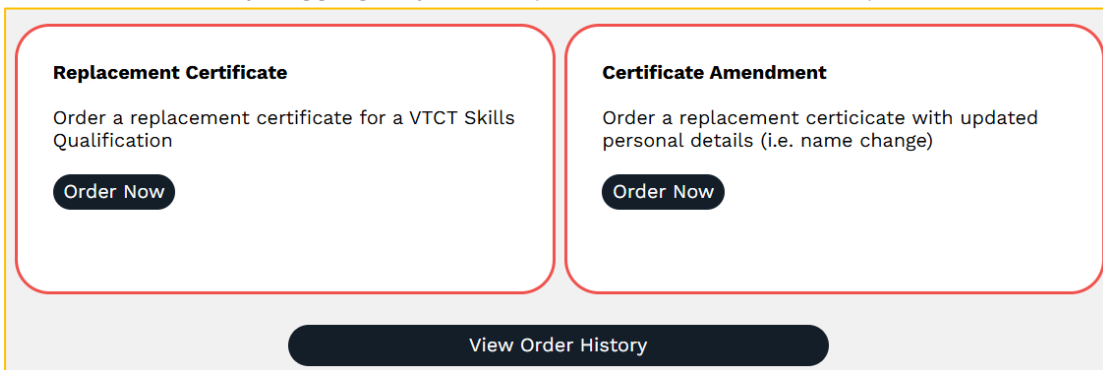 Replacement Certificate
Order a replacement certificate for a VTCT Skills
Qualification
Order Now
Certificate Amendment
Order a replacement certicicate with updated
personal details (i.e. name change)
Order Now
View Order History